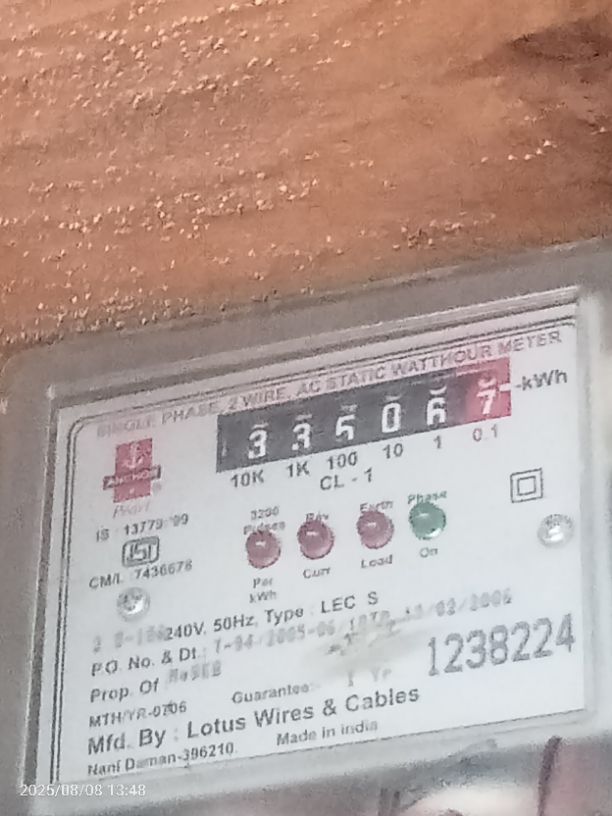 SINGLE PHASE, 2 WIRE, AC STATIC WATTHOUR METER
3 3 5 0 6 7 -kWh
10K 1K 100 10 1 0.1
CL - 1
ANCHOR
IS : 13779:99
CM/L 7436678
3200 Pulses Per kWh
Rev Curr
Earth Load
Phase On
240V. 50Hz, Type : LEC S
P.O. No. & Dt.:
Prop. Of
1238224
Guarantee:- 1 Yr
MTH/YR-0706
Mfd. By : Lotus Wires & Cables
Nani Daman-396210. Made in india
2025/08/08 13:48